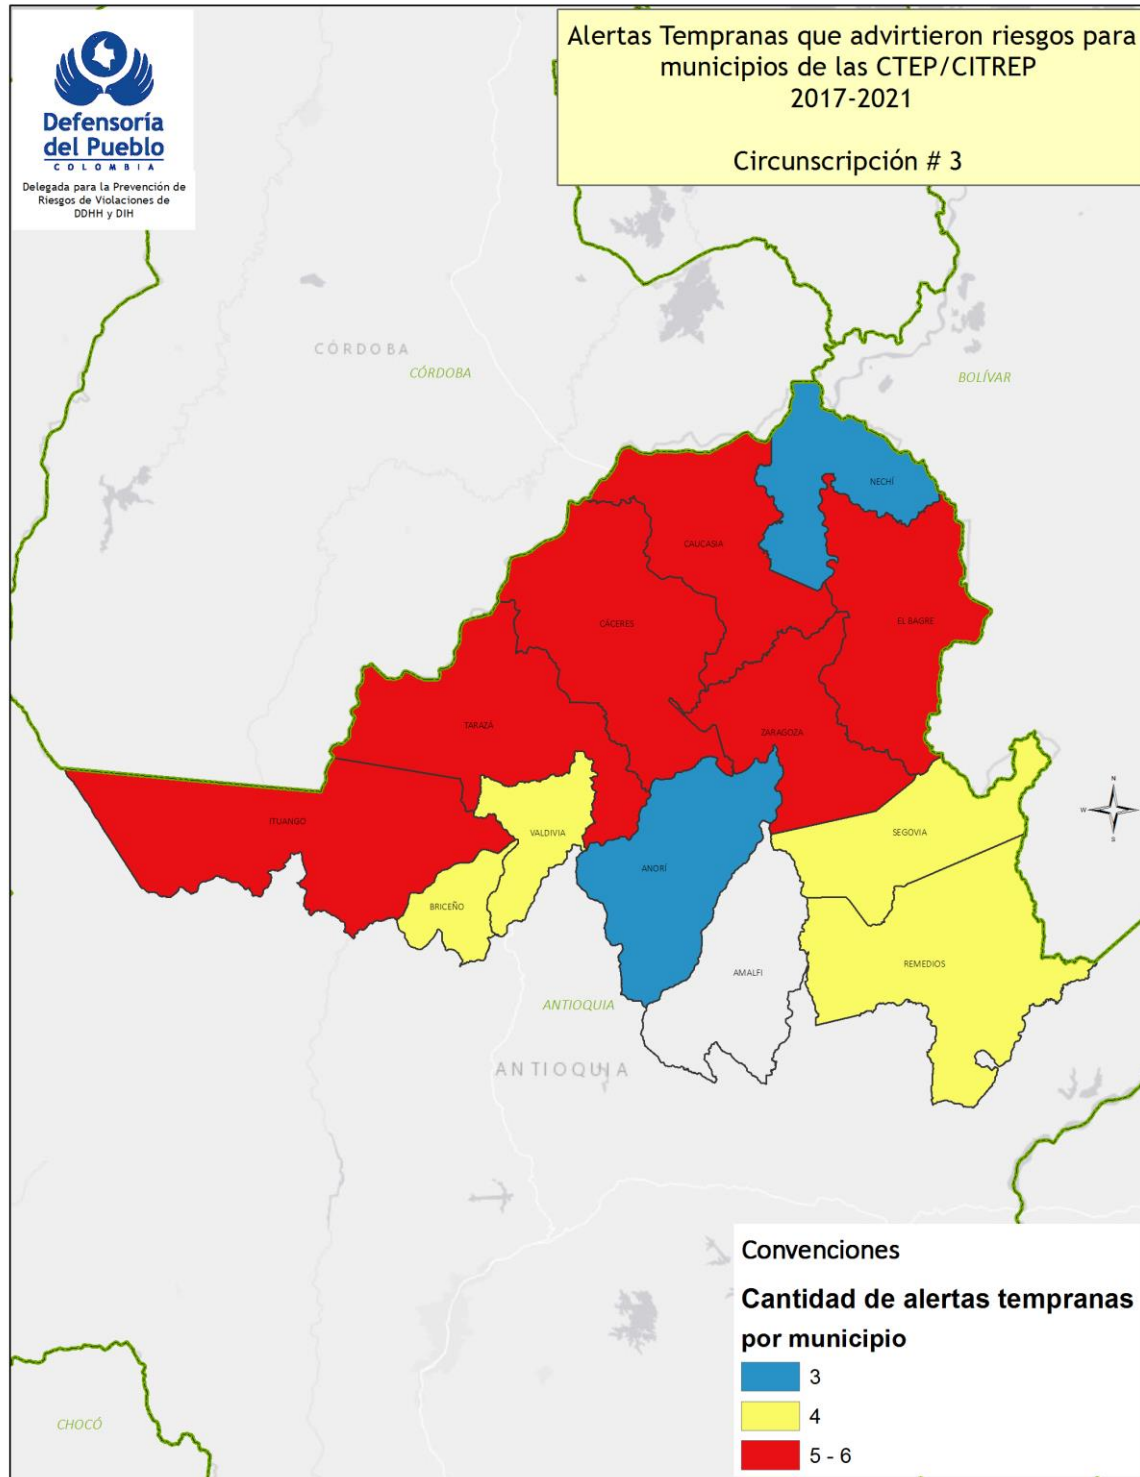 Defensoría
del Pueblo
COLOMBIA
Delegada para la Prevención de
Riesgos de Violaciones de
DDHH y DIH
Alertas Tempranas que advirtieron riesgos para
municipios de las CTEP/CITREP
2017-2021
Circunscripción # 3
CÓRDOBA
CÓRDOBA
BOLÍVAR
NECHÍ
CAUCASIA
CÁCERES
EL BAGRE
TARAZÁ
ZARAGOZA
ITUANGO
VALDIVIA
SEGOVIA
ANORÍ
BRICEÑO
REMEDIOS
AMALFI
ANTIOQUIA
ANTIOQUIA
N
W
E
S
CHOCÓ
Convenciones
Cantidad de alertas tempranas
por municipio
3
4
5 - 6